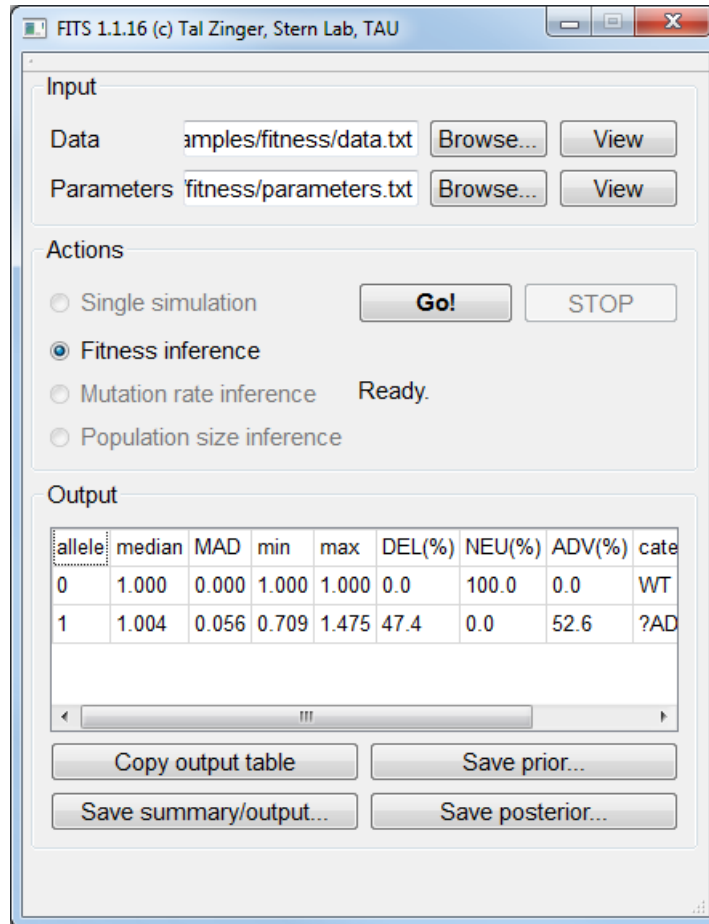 FITS 1.1.16 (c) Tal Zinger, Stern Lab, TAU
Input
Data amples/fitness/data.txt Browse... View
Parameters /fitness/parameters.txt Browse... View
Actions
Single simulation Go! STOP
Fitness inference
Mutation rate inference Ready.
Population size inference
Output
allele median MAD min max DEL(%) NEU(%) ADV(%) cate
0 1.000 0.000 1.000 1.000 0.0 100.0 0.0 WT
1 1.004 0.056 0.709 1.475 47.4 0.0 52.6 ?AD
Copy output table Save prior...
Save summary/output... Save posterior...